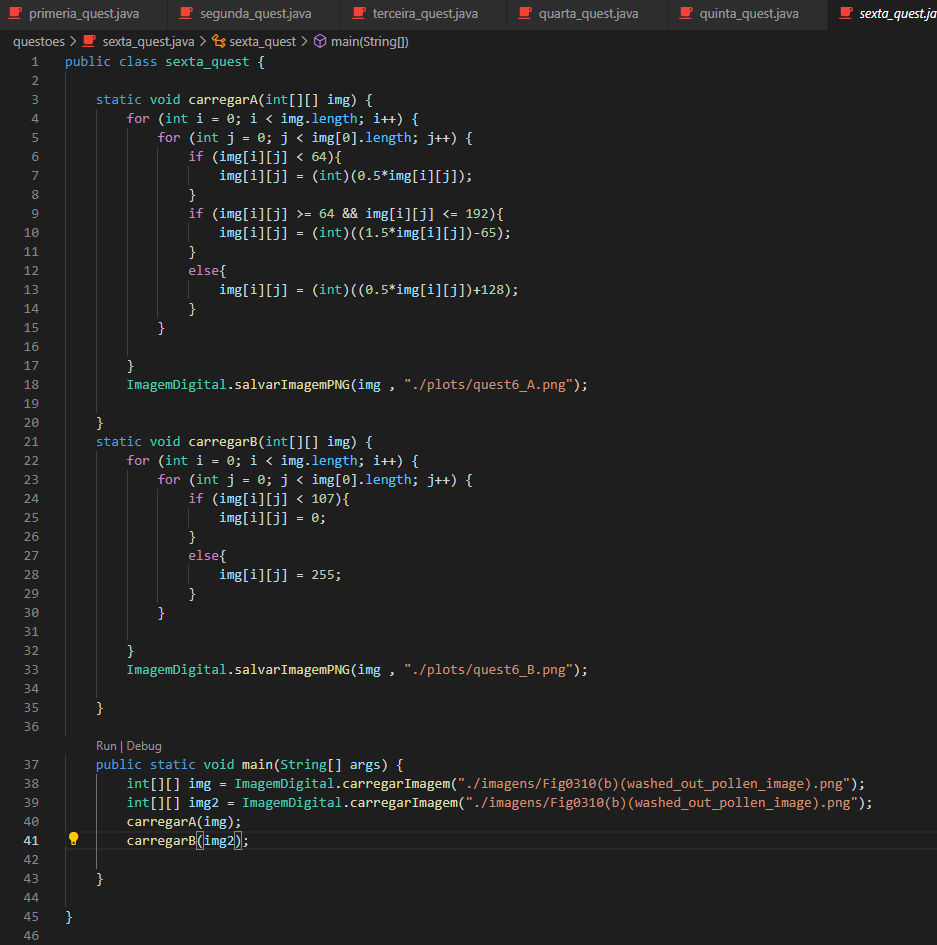 primeria_quest.java segunda_quest.java terceira_quest.java quarta_quest.java quinta_quest.java sexta_quest.ja
questoes > sexta_quest.java > sexta_quest > main(String[])
1 public class sexta_quest {
2
3 static void carregarA(int[][] img) {
4 for (int i = 0; i < img.length; i++) {
5 for (int j = 0; j < img[0].length; j++) {
6 if (img[i][j] < 64){
7 img[i][j] = (int)(0.5*img[i][j]);
8 }
9 if (img[i][j] >= 64 && img[i][j] <= 192){
10 img[i][j] = (int)((1.5*img[i][j])-65);
11 }
12 else{
13 img[i][j] = (int)((0.5*img[i][j])+128);
14 }
15 }
16
17 }
18 ImagemDigital.salvarImagemPNG(img , "./plots/quest6_A.png");
19
20 }
21 static void carregarB(int[][] img) {
22 for (int i = 0; i < img.length; i++) {
23 for (int j = 0; j < img[0].length; j++) {
24 if (img[i][j] < 107){
25 img[i][j] = 0;
26 }
27 else{
28 img[i][j] = 255;
29 }
30 }
31
32 }
33 ImagemDigital.salvarImagemPNG(img , "./plots/quest6_B.png");
34
35 }
36
Run | Debug
37 public static void main(String[] args) {
38 int[][] img = ImagemDigital.carregarImagem("./imagens/Fig0310(b)(washed_out_pollen_image).png");
39 int[][] img2 = ImagemDigital.carregarImagem("./imagens/Fig0310(b)(washed_out_pollen_image).png");
40 carregarA(img);
41 carregarB(img2);
42
43 }
44
45 }
46